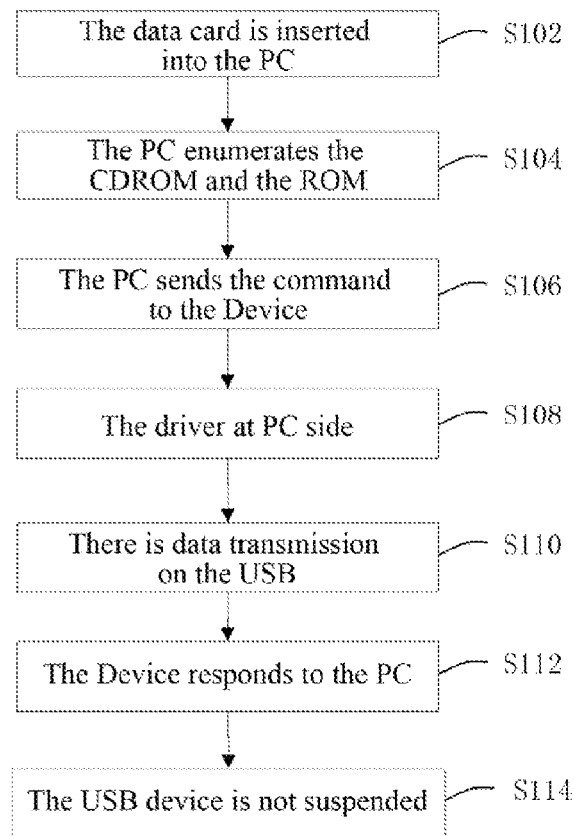 The data card is inserted
into the PC
S102
The PC enumerates the
CDROM and the ROM
S104
The PC sends the command
to the Device
S106
The driver at PC side
S108
There is data transmission
on the USB
S110
The Device responds to the PC
S112
The USB device is not suspended
S114